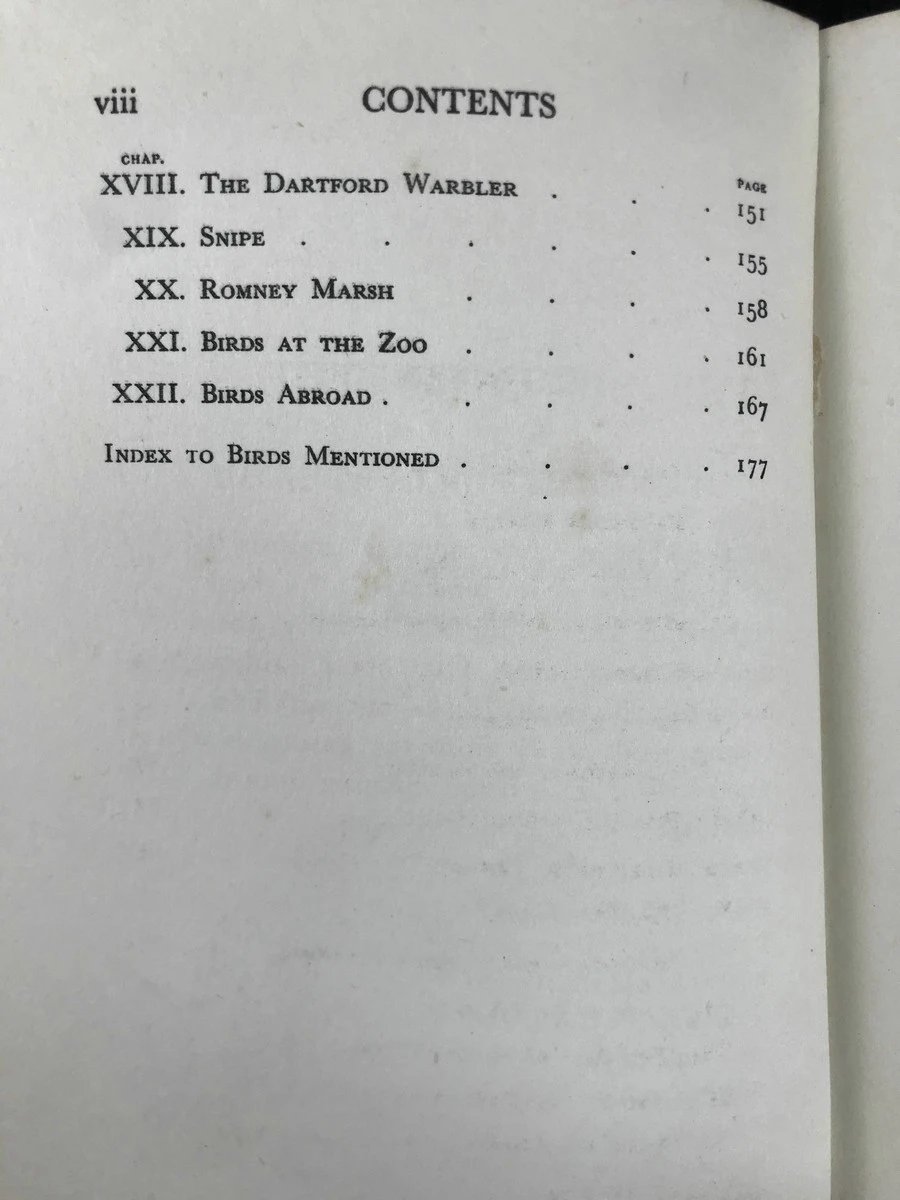 viii CONTENTS
CHAP. PAGE
XVIII. THE DARTFORD WARBLER . . . 151
XIX. SNIPE . . . . . . 155
XX. ROMNEY MARSH . . . . 158
XXI. BIRDS AT THE ZOO . . . . 161
XXII. BIRDS ABROAD . . . . . 167
INDEX TO BIRDS MENTIONED . . . . 177